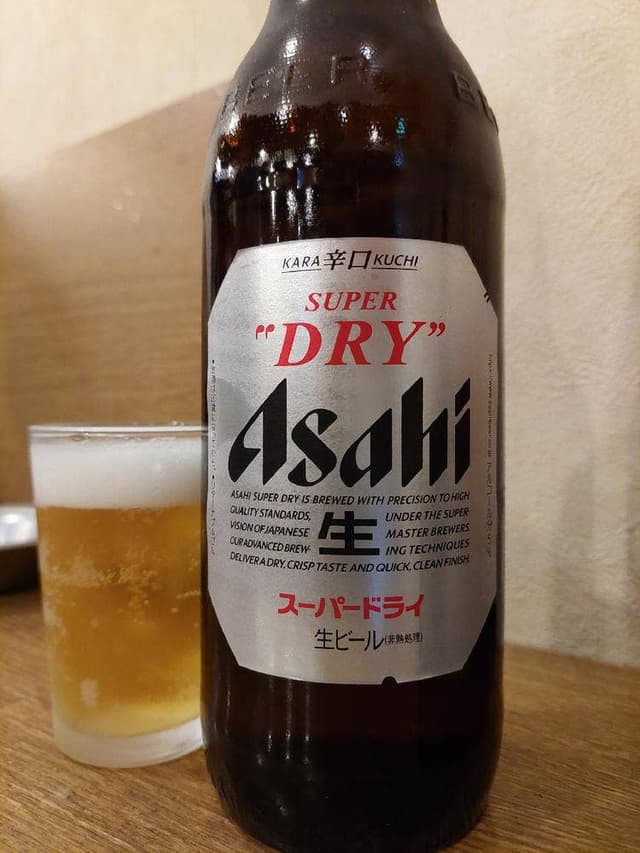 BEER
KARA 辛口 KUCHI
SUPER
"DRY"
Asahi
ASAHI SUPER DRY IS BREWED WITH PRECISION TO HIGH
QUALITY STANDARDS, UNDER THE SUPER-
VISION OF JAPANESE MASTER BREWERS.
OUR ADVANCED BREW- ING TECHNIQUES
生
DELIVER A DRY, CRISP TASTE AND QUICK, CLEAN FINISH.
スーパードライ
生ビール(非熱処理)